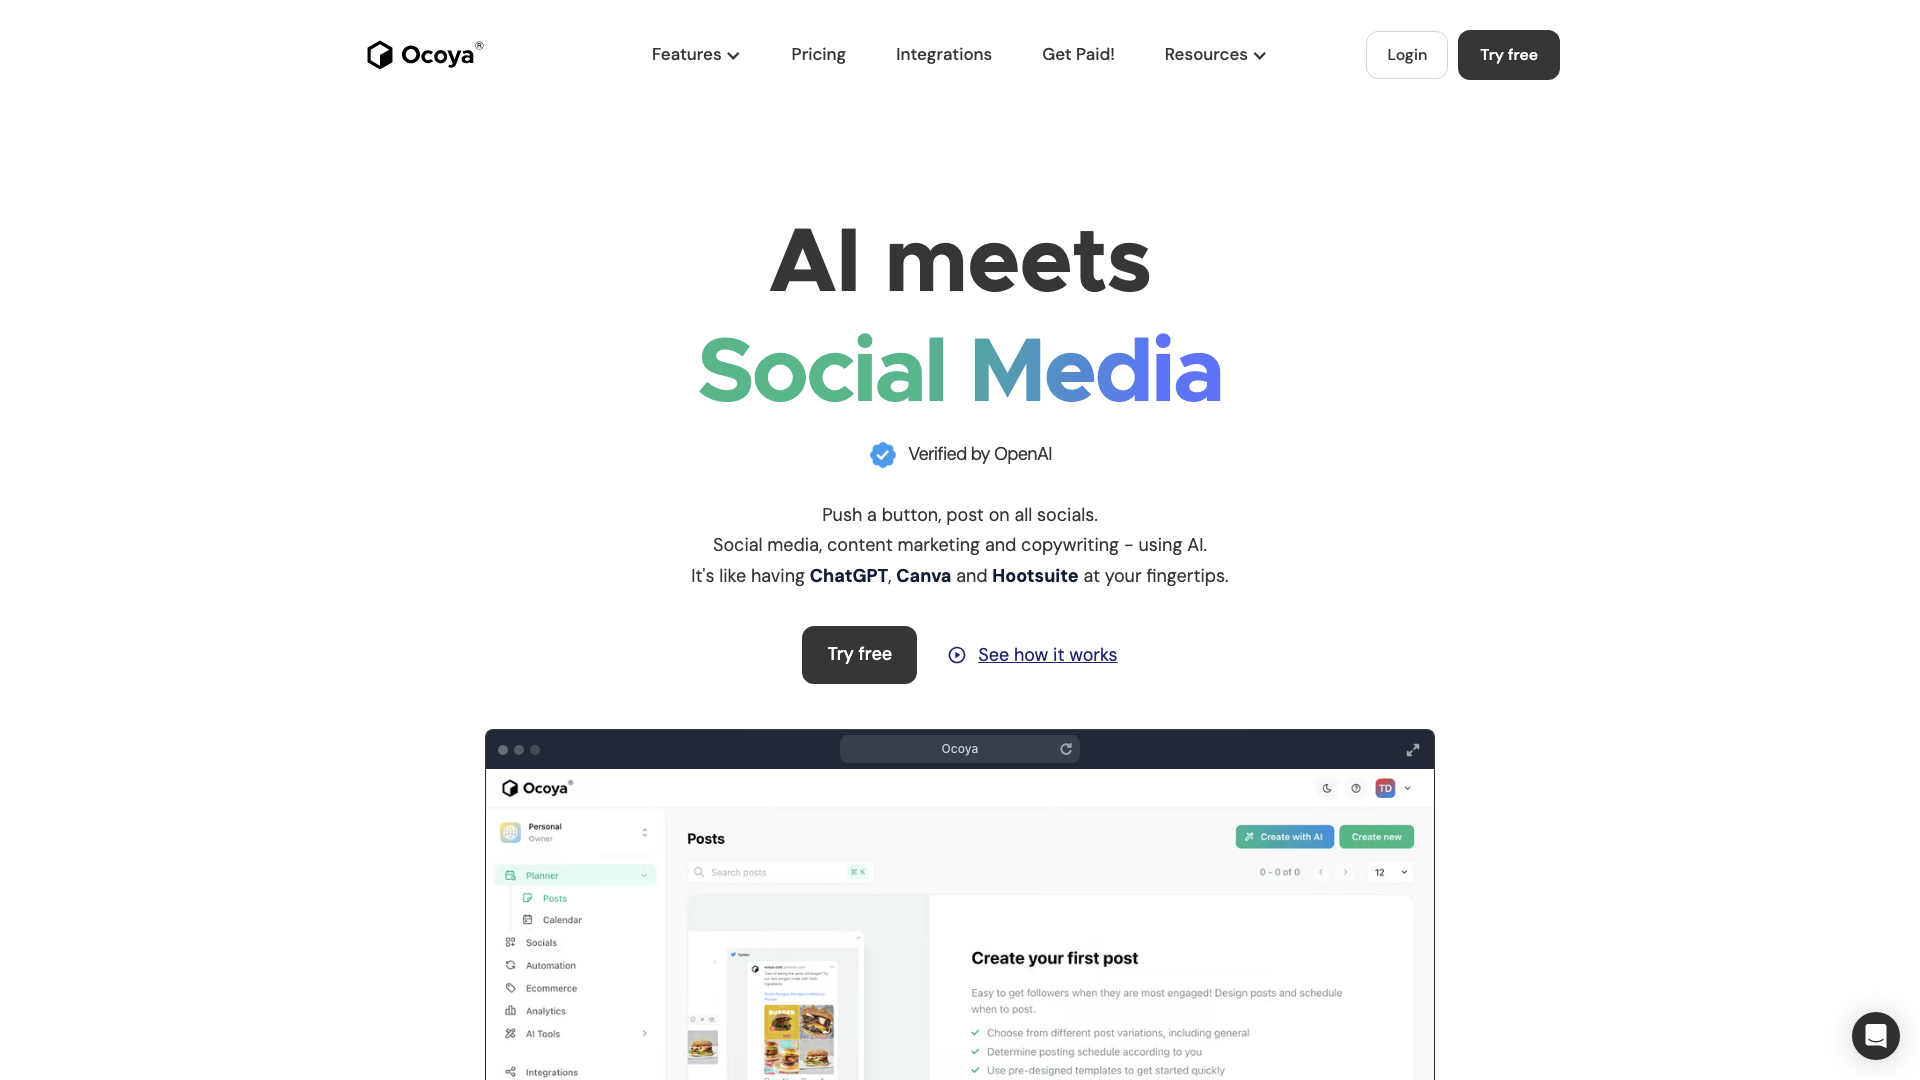 Ocoya®
Features
Pricing
Integrations
Get Paid!
Resources
Login
Try free
AI meets
Social Media
Verified by OpenAI
Push a button, post on all socials.
Social media, content marketing and copywriting - using AI.
It's like having ChatGPT, Canva and Hootsuite at your fingertips.
Try free
See how it works
Ocoya
Ocoya®
TD
Personal
Owner
Planner
Posts
Calendar
Socials
Automation
Ecommerce
Analytics
AI Tools
Integrations
Posts
Create with AI
Create new
Search posts
⌘ K
0 - 0 of 0
12
Twitter
BURGER
Create your first post
Easy to get followers when they are most engaged! Design posts and schedule
when to post.
Choose from different post variations, including general
Determine posting schedule according to you
Use pre-designed templates to get started quickly